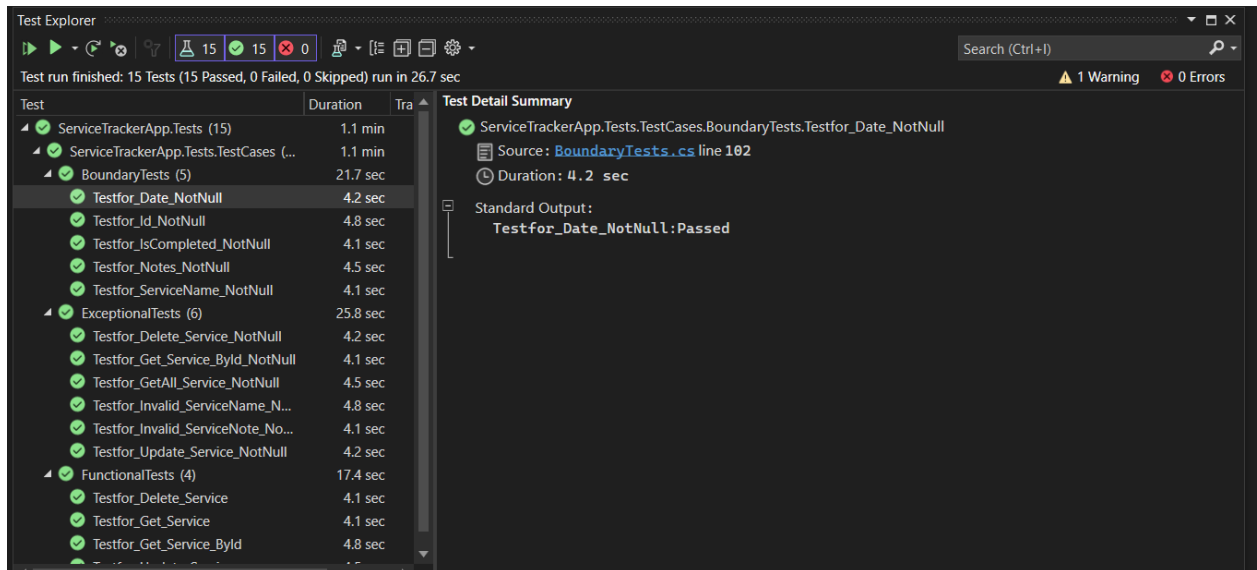 Test Explorer
15 15 0
Search (Ctrl+I)
Test run finished: 15 Tests (15 Passed, 0 Failed, 0 Skipped) run in 26.7 sec
1 Warning 0 Errors
Test Duration Tra
ServiceTrackerApp.Tests (15) 1.1 min
ServiceTrackerApp.Tests.TestCases (... 1.1 min
BoundaryTests (5) 21.7 sec
Testfor_Date_NotNull 4.2 sec
Testfor_Id_NotNull 4.8 sec
Testfor_IsCompleted_NotNull 4.1 sec
Testfor_Notes_NotNull 4.5 sec
Testfor_ServiceName_NotNull 4.1 sec
ExceptionalTests (6) 25.8 sec
Testfor_Delete_Service_NotNull 4.2 sec
Testfor_Get_Service_ById_NotNull 4.1 sec
Testfor_GetAll_Service_NotNull 4.5 sec
Testfor_Invalid_ServiceName_N... 4.8 sec
Testfor_Invalid_ServiceNote_No... 4.1 sec
Testfor_Update_Service_NotNull 4.2 sec
FunctionalTests (4) 17.4 sec
Testfor_Delete_Service 4.1 sec
Testfor_Get_Service 4.1 sec
Testfor_Get_Service_ById 4.8 sec
Test Detail Summary
ServiceTrackerApp.Tests.TestCases.BoundaryTests.Testfor_Date_NotNull
Source: BoundaryTests.cs line 102
Duration: 4.2 sec
Standard Output:
Testfor_Date_NotNull:Passed